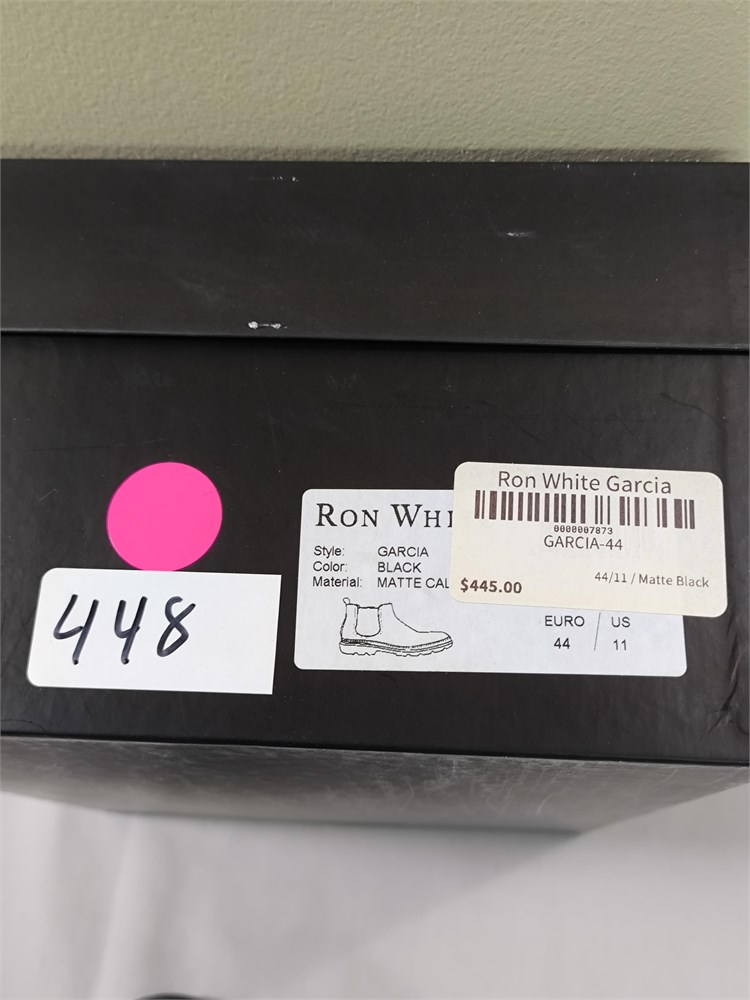 448
RON WHI
Style: GARCIA
Color: BLACK
Material: MATTE CAL
EURO / US
44 / 11
Ron White Garcia
0000007873
GARCIA-44
$445.00 44/11 / Matte Black